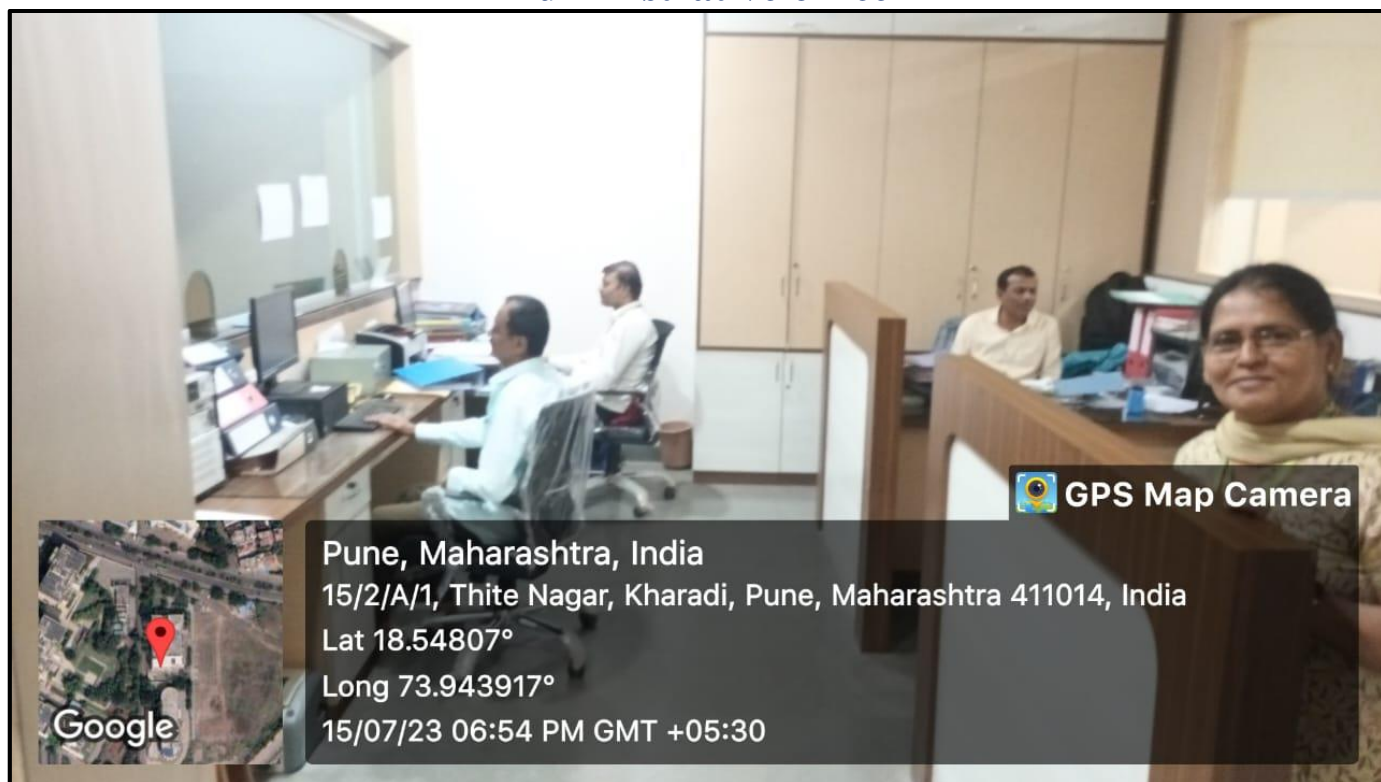 GPS Map Camera
Pune, Maharashtra, India
15/2/A/1, Thite Nagar, Kharadi, Pune, Maharashtra 411014, India
Lat 18.54807°
Long 73.943917°
15/07/23 06:54 PM GMT +05:30
Google